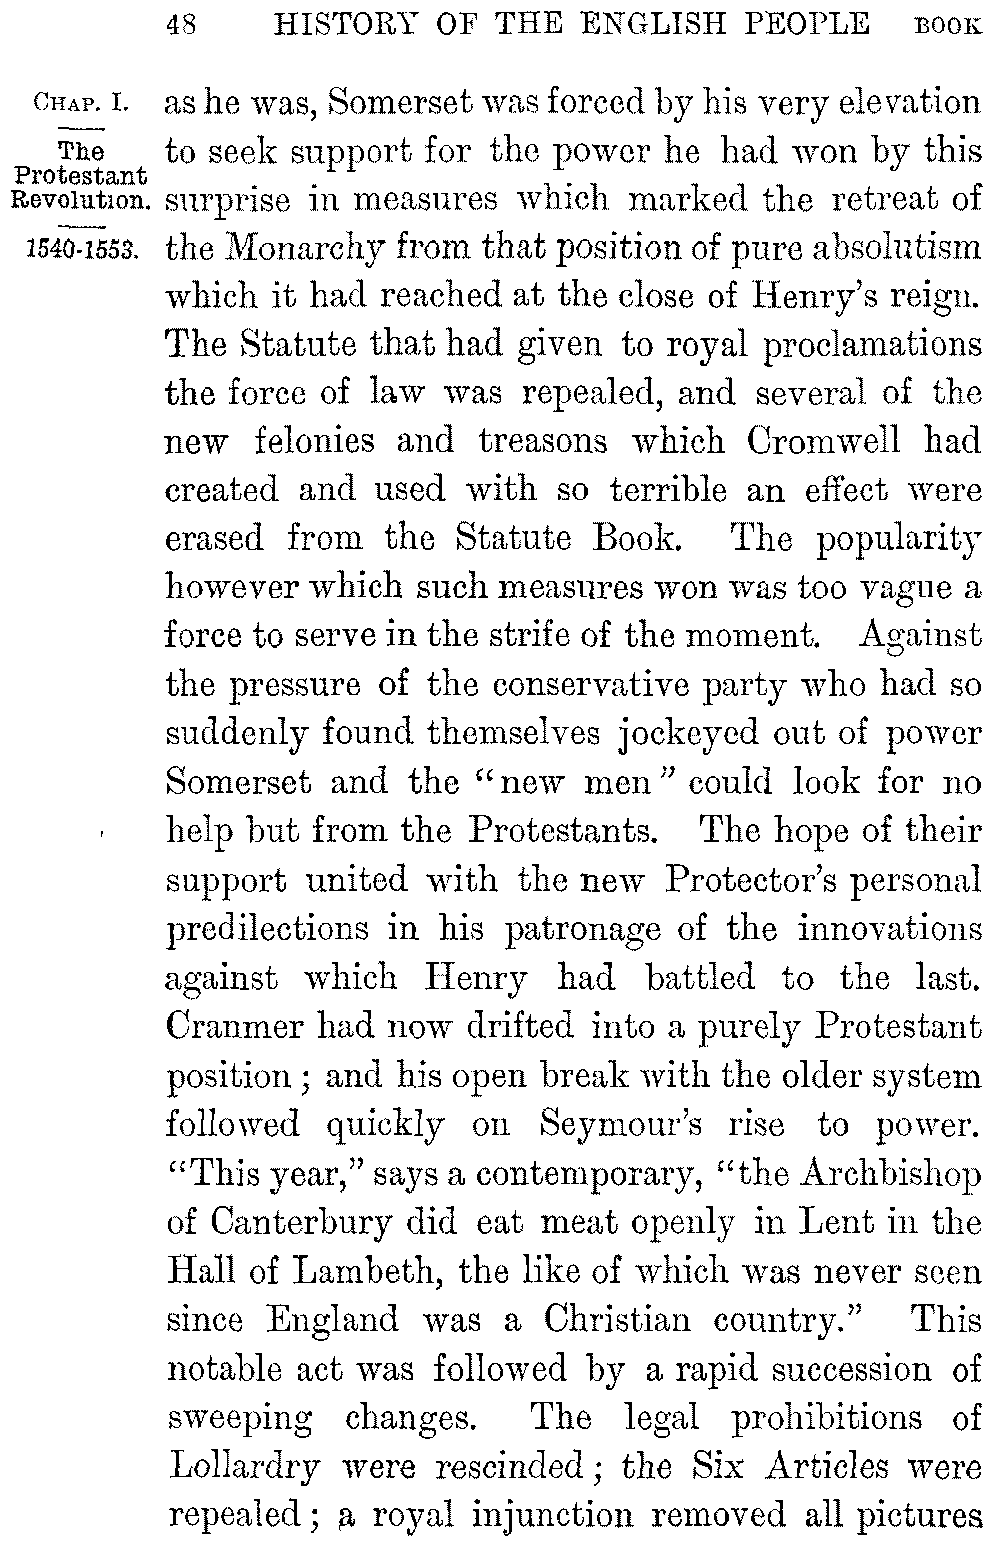 48 HISTORY OF THE ENGLISH PEOPLE BOOK
CHAP. I.
The
Protestant
Revolution.
1540-1553.
as he was, Somerset was forced by his very elevation
to seek support for the power he had won by this
surprise in measures which marked the retreat of
the Monarchy from that position of pure absolutism
which it had reached at the close of Henry's reign.
The Statute that had given to royal proclamations
the force of law was repealed, and several of the
new felonies and treasons which Cromwell had
created and used with so terrible an effect were
erased from the Statute Book. The popularity
however which such measures won was too vague a
force to serve in the strife of the moment. Against
the pressure of the conservative party who had so
suddenly found themselves jockeyed out of power
Somerset and the "new men" could look for no
help but from the Protestants. The hope of their
support united with the new Protector's personal
predilections in his patronage of the innovations
against which Henry had battled to the last.
Cranmer had now drifted into a purely Protestant
position; and his open break with the older system
followed quickly on Seymour's rise to power.
"This year," says a contemporary, "the Archbishop
of Canterbury did eat meat openly in Lent in the
Hall of Lambeth, the like of which was never seen
since England was a Christian country." This
notable act was followed by a rapid succession of
sweeping changes. The legal prohibitions of
Lollardry were rescinded; the Six Articles were
repealed; a royal injunction removed all pictures